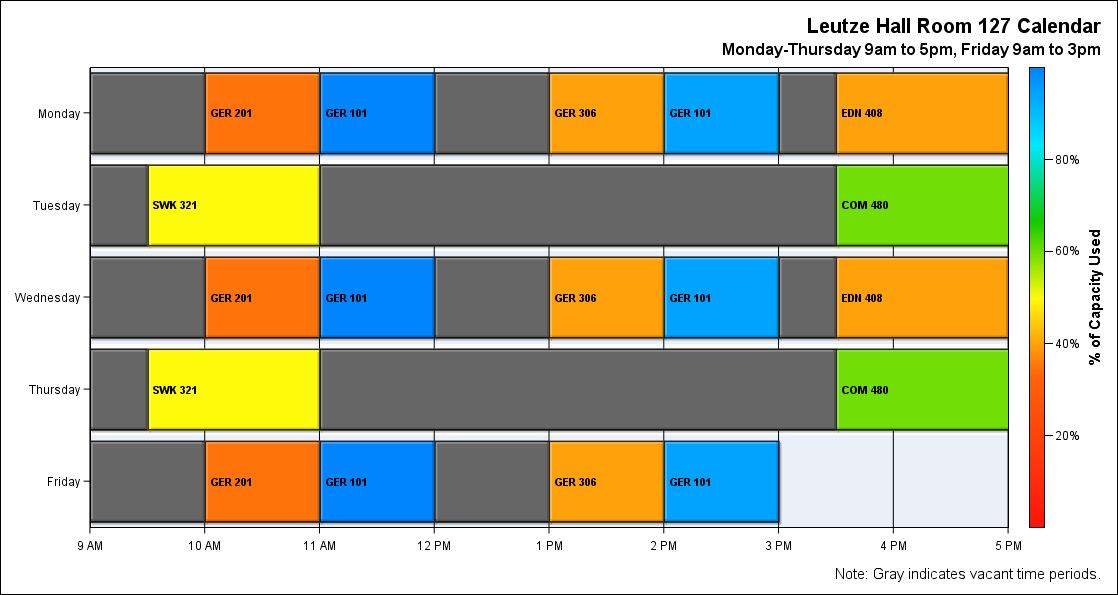 Leutze Hall Room 127 Calendar
Monday-Thursday 9am to 5pm, Friday 9am to 3pm
Monday
GER 201
GER 101
GER 306
GER 101
EDN 408
Tuesday
SWK 321
COM 480
Wednesday
GER 201
GER 101
GER 306
GER 101
EDN 408
Thursday
SWK 321
COM 480
Friday
GER 201
GER 101
GER 306
GER 101
9 AM
10 AM
11 AM
12 PM
1 PM
2 PM
3 PM
4 PM
5 PM
80%
60%
40%
20%
% of Capacity Used
Note: Gray indicates vacant time periods.